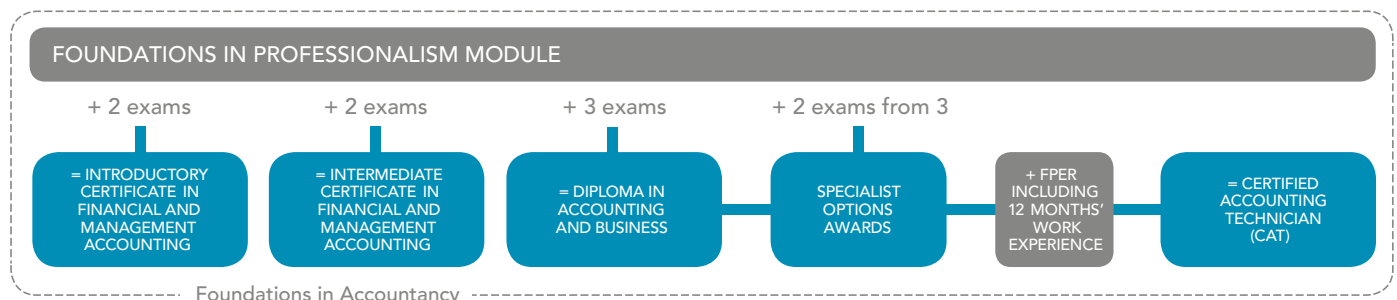 FOUNDATIONS IN PROFESSIONALISM MODULE
+ 2 exams
+ 2 exams
+ 3 exams
+ 2 exams from 3
= INTRODUCTORY
CERTIFICATE IN
FINANCIAL AND
MANAGEMENT
ACCOUNTING
= INTERMEDIATE
CERTIFICATE IN
FINANCIAL AND
MANAGEMENT
ACCOUNTING
= DIPLOMA IN
ACCOUNTING
AND BUSINESS
SPECIALIST
OPTIONS
AWARDS
+ FPER
INCLUDING
12 MONTHS'
WORK
EXPERIENCE
= CERTIFIED
ACCOUNTING
TECHNICIAN
(CAT)
Foundations in Accountancy